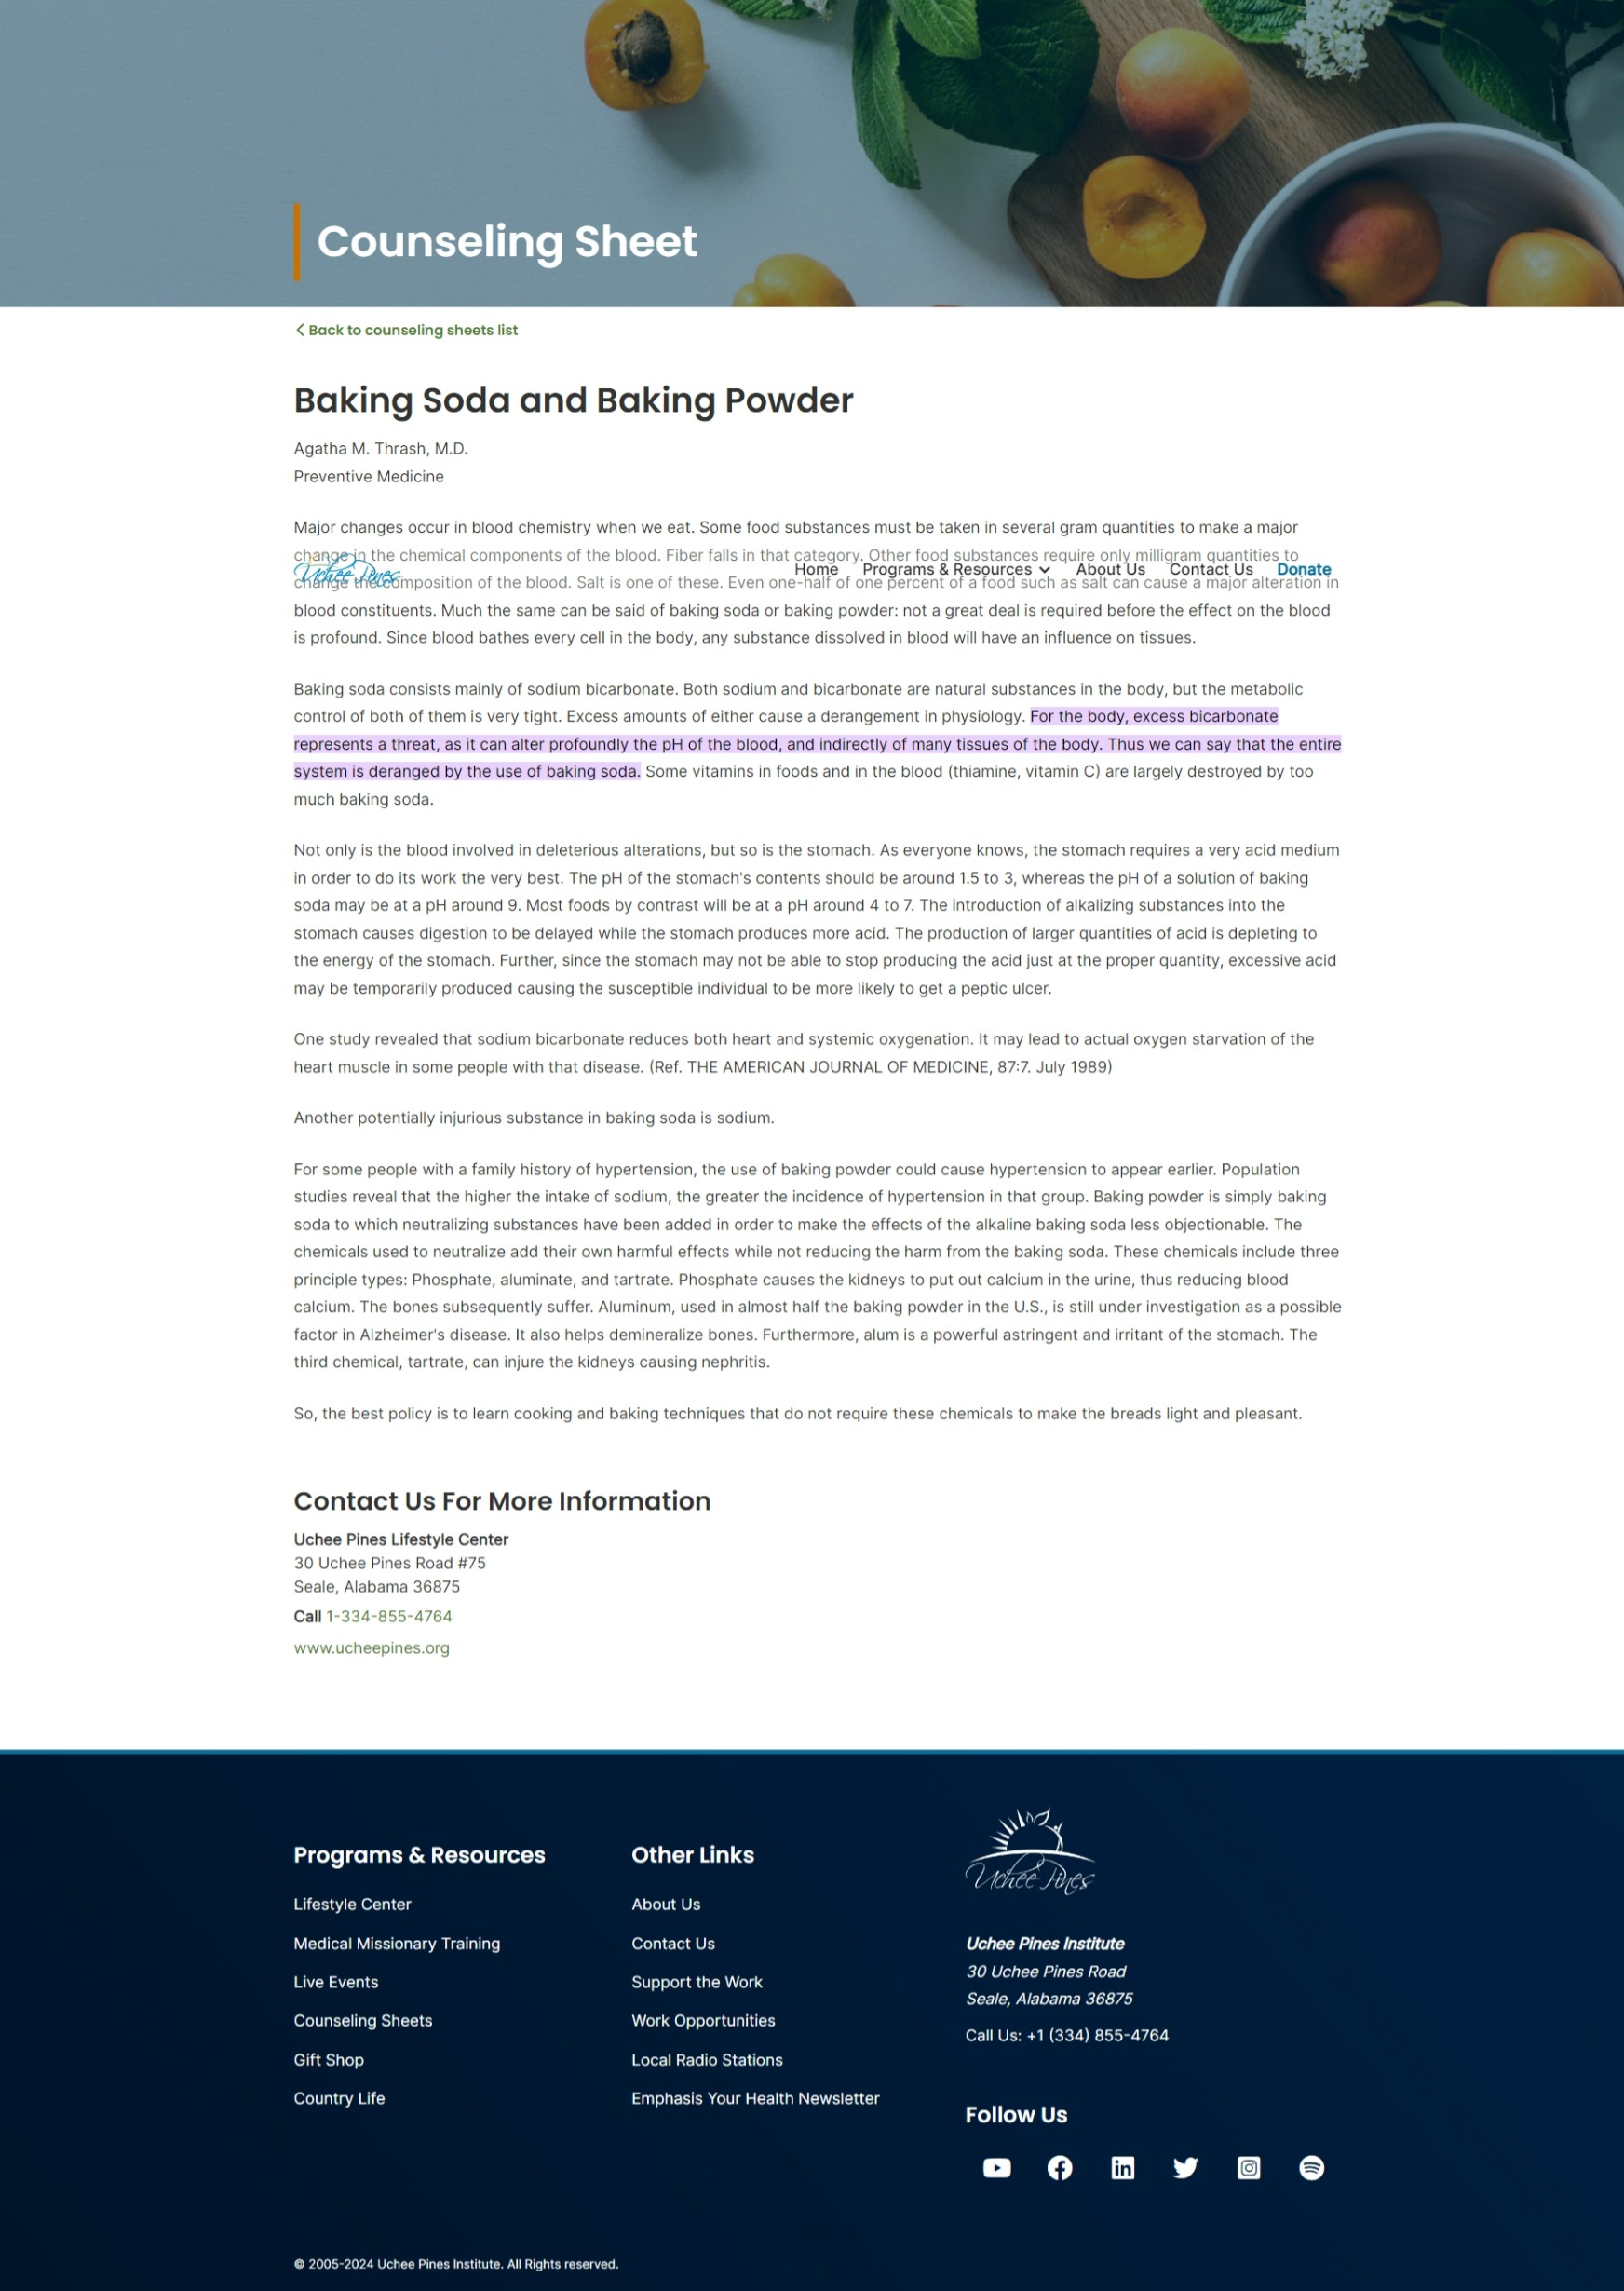 Counseling Sheet
Back to counseling sheets list
Baking Soda and Baking Powder
Agatha M. Thrash, M.D.
Preventive Medicine
Major changes occur in blood chemistry when we eat. Some food substances must be taken in several gram quantities to make a major
change in the chemical components of the blood. Fiber falls in that category. Other food substances require only milligram quantities to
Uchee Pines
Home Programs & Resources About Us Contact Us Donate
change the composition of the blood. Salt is one of these. Even one-half of one percent of a food such as salt can cause a major alteration in
blood constituents. Much the same can be said of baking soda or baking powder: not a great deal is required before the effect on the blood
is profound. Since blood bathes every cell in the body, any substance dissolved in blood will have an influence on tissues.
Baking soda consists mainly of sodium bicarbonate. Both sodium and bicarbonate are natural substances in the body, but the metabolic
control of both of them is very tight. Excess amounts of either cause a derangement in physiology. For the body, excess bicarbonate
represents a threat, as it can alter profoundly the pH of the blood, and indirectly of many tissues of the body. Thus we can say that the entire
system is deranged by the use of baking soda. Some vitamins in foods and in the blood (thiamine, vitamin C) are largely destroyed by too
much baking soda.
Not only is the blood involved in deleterious alterations, but so is the stomach. As everyone knows, the stomach requires a very acid medium
in order to do its work the very best. The pH of the stomach's contents should be around 1.5 to 3, whereas the pH of a solution of baking
soda may be at a pH around 9. Most foods by contrast will be at a pH around 4 to 7. The introduction of alkalizing substances into the
stomach causes digestion to be delayed while the stomach produces more acid. The production of larger quantities of acid is depleting to
the energy of the stomach. Further, since the stomach may not be able to stop producing the acid just at the proper quantity, excessive acid
may be temporarily produced causing the susceptible individual to be more likely to get a peptic ulcer.
One study revealed that sodium bicarbonate reduces both heart and systemic oxygenation. It may lead to actual oxygen starvation of the
heart muscle in some people with that disease. (Ref. THE AMERICAN JOURNAL OF MEDICINE, 87:7. July 1989)
Another potentially injurious substance in baking soda is sodium.
For some people with a family history of hypertension, the use of baking powder could cause hypertension to appear earlier. Population
studies reveal that the higher the intake of sodium, the greater the incidence of hypertension in that group. Baking powder is simply baking
soda to which neutralizing substances have been added in order to make the effects of the alkaline baking soda less objectionable. The
chemicals used to neutralize add their own harmful effects while not reducing the harm from the baking soda. These chemicals include three
principle types: Phosphate, aluminate, and tartrate. Phosphate causes the kidneys to put out calcium in the urine, thus reducing blood
calcium. The bones subsequently suffer. Aluminum, used in almost half the baking powder in the U.S., is still under investigation as a possible
factor in Alzheimer's disease. It also helps demineralize bones. Furthermore, alum is a powerful astringent and irritant of the stomach. The
third chemical, tartrate, can injure the kidneys causing nephritis.
So, the best policy is to learn cooking and baking techniques that do not require these chemicals to make the breads light and pleasant.
Contact Us For More Information
Uchee Pines Lifestyle Center
30 Uchee Pines Road #75
Seale, Alabama 36875
Call 1-334-855-4764
www.ucheepines.org
Programs & Resources
Lifestyle Center
Medical Missionary Training
Live Events
Counseling Sheets
Gift Shop
Country Life
Other Links
About Us
Contact Us
Support the Work
Work Opportunities
Local Radio Stations
Emphasis Your Health Newsletter
Uchee Pines
Uchee Pines Institute
30 Uchee Pines Road
Seale, Alabama 36875
Call Us: +1 (334) 855-4764
Follow Us
© 2005-2024 Uchee Pines Institute. All Rights reserved.